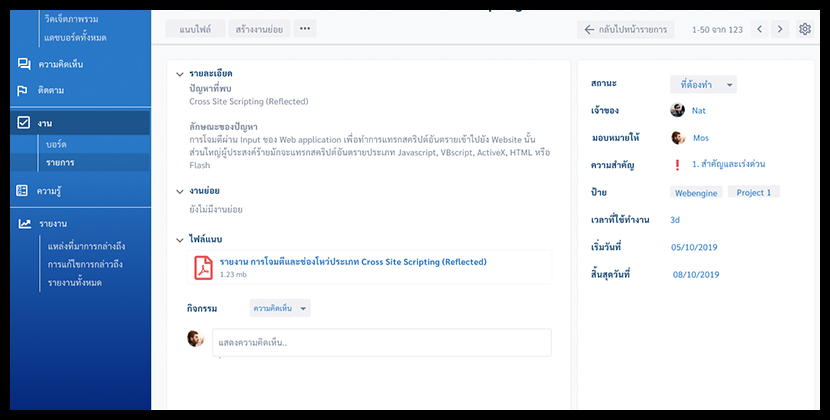 วิดเจ็ตภาพรวม
แดชบอร์ดทั้งหมด
ความคิดเห็น
ติดตาม
งาน
บอร์ด
รายการ
ความรู้
รายงาน
แหล่งที่มาการกล่างถึง
การแก้ไขการกล่าวถึง
รายงานทั้งหมด
แนบไฟล์
สร้างงานย่อย
•••
กลับไปหน้ารายการ
1-50 จาก 123
รายละเอียด
ปัญหาที่พบ
Cross Site Scripting (Reflected)
ลักษณะของปัญหา
การโจมตีผ่าน Input ของ Web application เพื่อทำการแทรกสคริปต์อันตรายเข้าไปยัง Website นั้น
ส่วนใหญ่ผู้ประสงค์ร้ายมักจะแทรกสคริปต์อันตรายประเภท Javascript, VBscript, ActiveX, HTML หรือ
Flash
งานย่อย
ยังไม่มีงานย่อย
ไฟล์แนบ
รายงาน การโจมตีและช่องโหว่ประเภท Cross Site Scripting (Reflected)
1.23 mb
กิจกรรม
ความคิดเห็น
แสดงความคิดเห็น..
สถานะ
ที่ต้องทำ
เจ้าของ
Nat
มอบหมายให้
Mos
ความสำคัญ
1. สำคัญและเร่งด่วน
ป้าย
Webengine
Project 1
เวลาที่ใช้ทำงาน
3d
เริ่มวันที่
05/10/2019
สิ้นสุดวันที่
08/10/2019